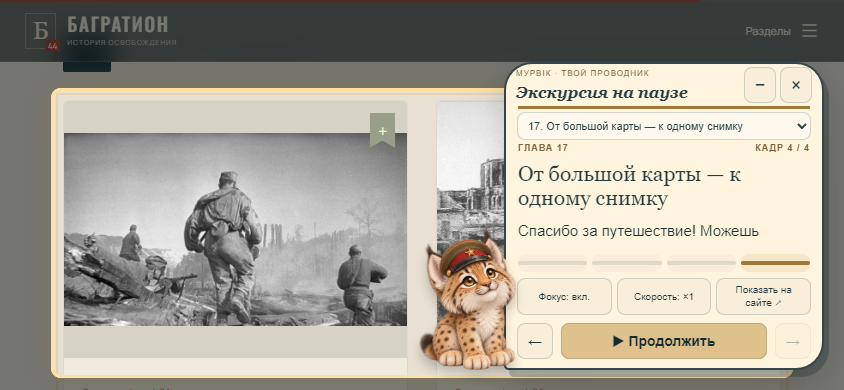 Б
44
БАГРАТИОН
ИСТОРИЯ ОСВОБОЖДЕНИЯ
Разделы
+
МУРВІК · ТВОЙ ПРОВОДНИК
Экскурсия на паузе
−
×
17. От большой карты — к одному снимку
ГЛАВА 17
КАДР 4 / 4
От большой карты — к
одному снимку
Спасибо за путешествие! Можешь
Фокус: вкл.
Скорость: ×1
Показать на
сайте ↗
←
▶ Продолжить
→